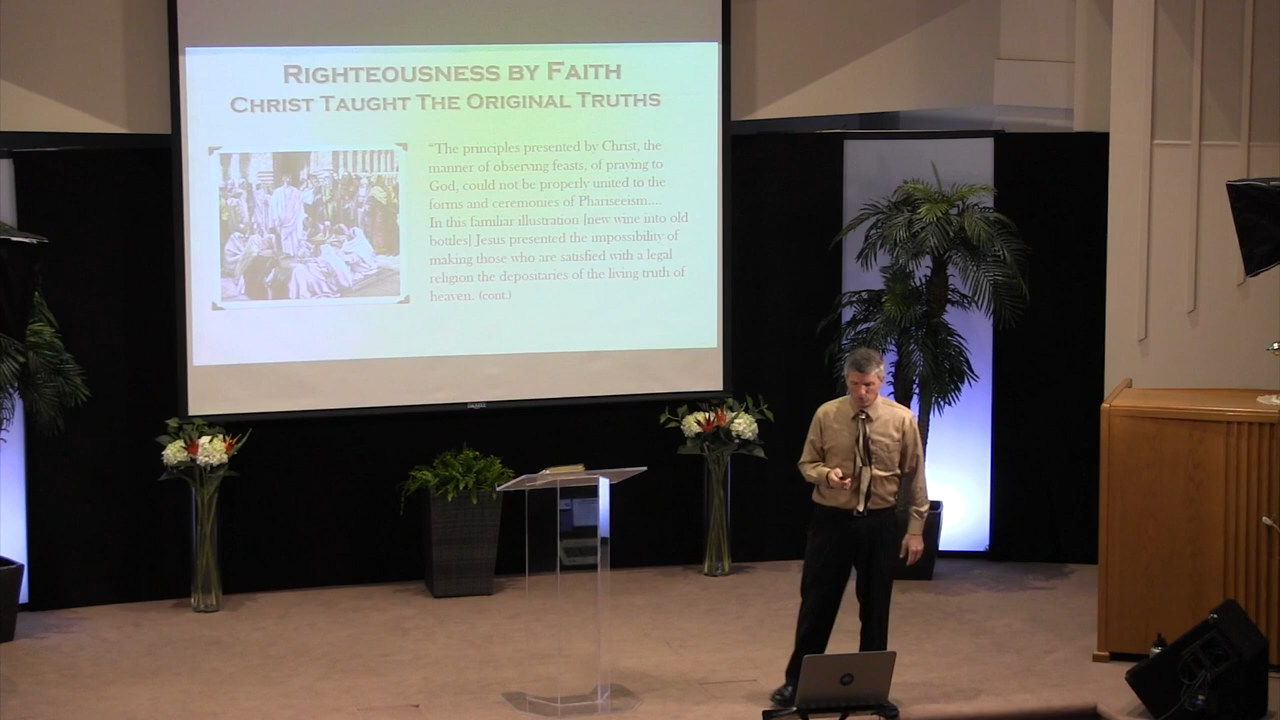 RIGHTEOUSNESS BY FAITH
CHRIST TAUGHT THE ORIGINAL TRUTHS
“The principles presented by Christ, the
manner of observing feasts, of praying to
God, could not be properly united to the
forms and ceremonies of Phariseeism....
In this familiar illustration [new wine into old
bottles] Jesus presented the impossibility of
making those who are satisfied with a legal
religion the depositaries of the living truth of
heaven. (cont.)